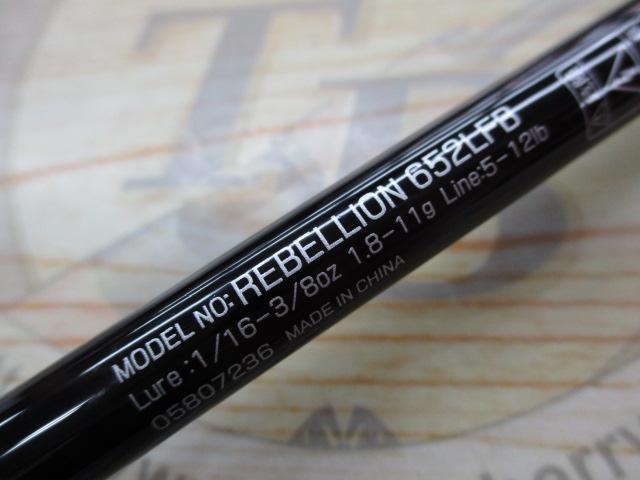 MODEL NO: REBELLION 652LFB
Lure :1/16-3/8oz 1.8-11g Line:5-12lb
05807236 MADE IN CHINA